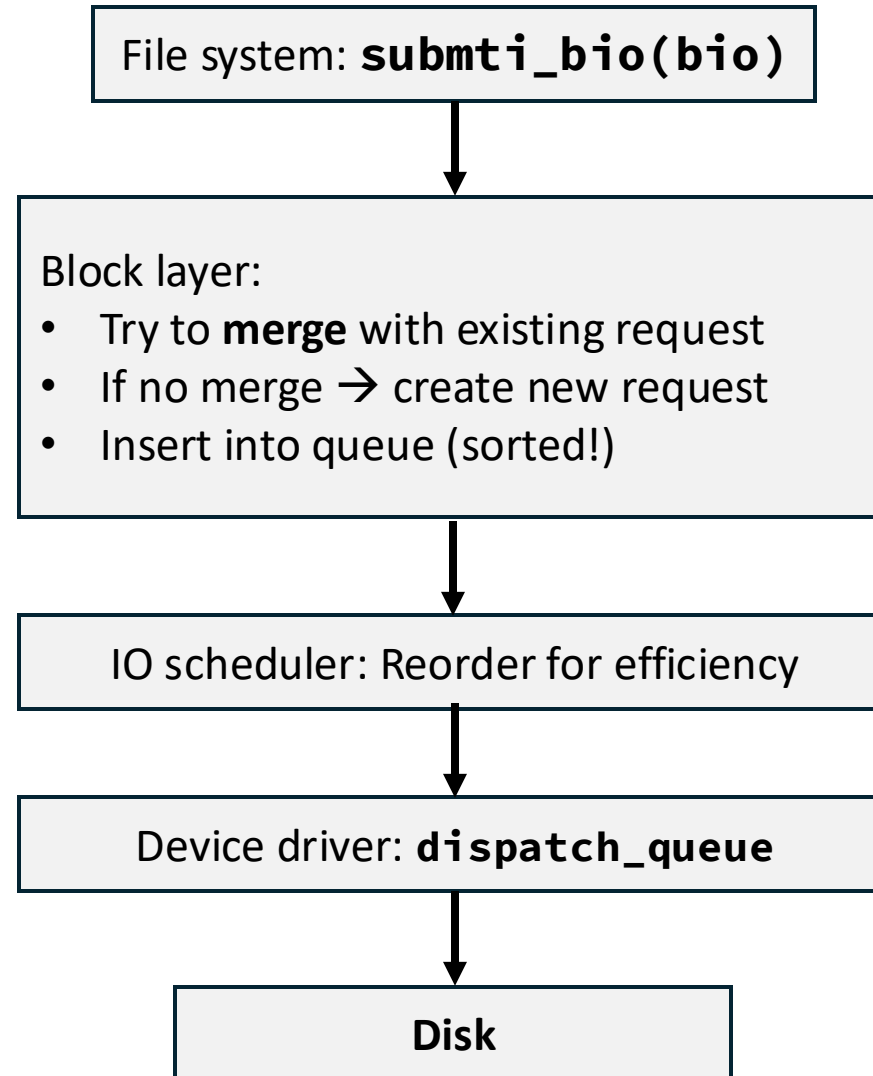 File system: submti_bio(bio)
Block layer:
• Try to merge with existing request
• If no merge → create new request
• Insert into queue (sorted!)
IO scheduler: Reorder for efficiency
Device driver: dispatch_queue
Disk